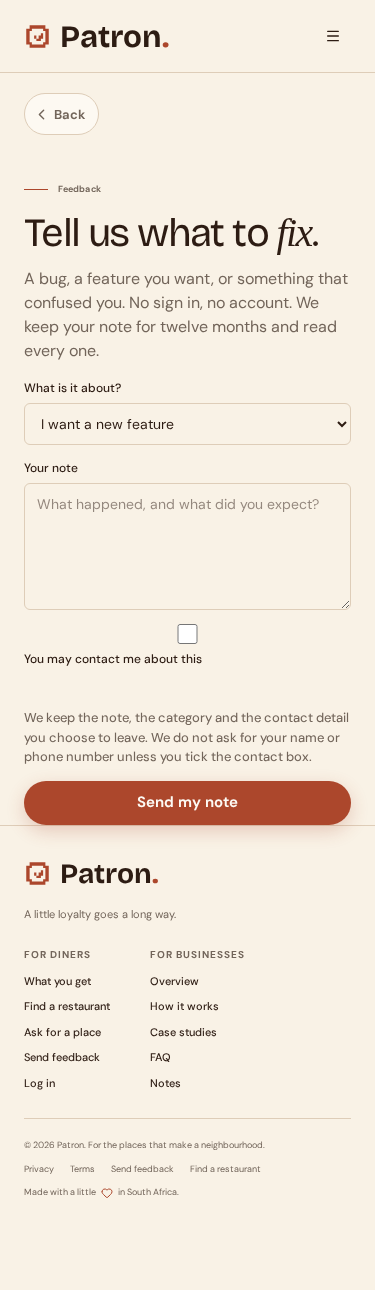 Patron.
Back
Feedback
Tell us what to fix.
A bug, a feature you want, or something that
confused you. No sign in, no account. We
keep your note for twelve months and read
every one.
What is it about?
I want a new feature
Your note
What happened, and what did you expect?
You may contact me about this
We keep the note, the category and the contact detail
you choose to leave. We do not ask for your name or
phone number unless you tick the contact box.
Send my note
Patron.
A little loyalty goes a long way.
FOR DINERS
What you get
Find a restaurant
Ask for a place
Send feedback
Log in
FOR BUSINESSES
Overview
How it works
Case studies
FAQ
Notes
© 2026 Patron. For the places that make a neighbourhood.
Privacy Terms Send feedback Find a restaurant
Made with a little in South Africa.